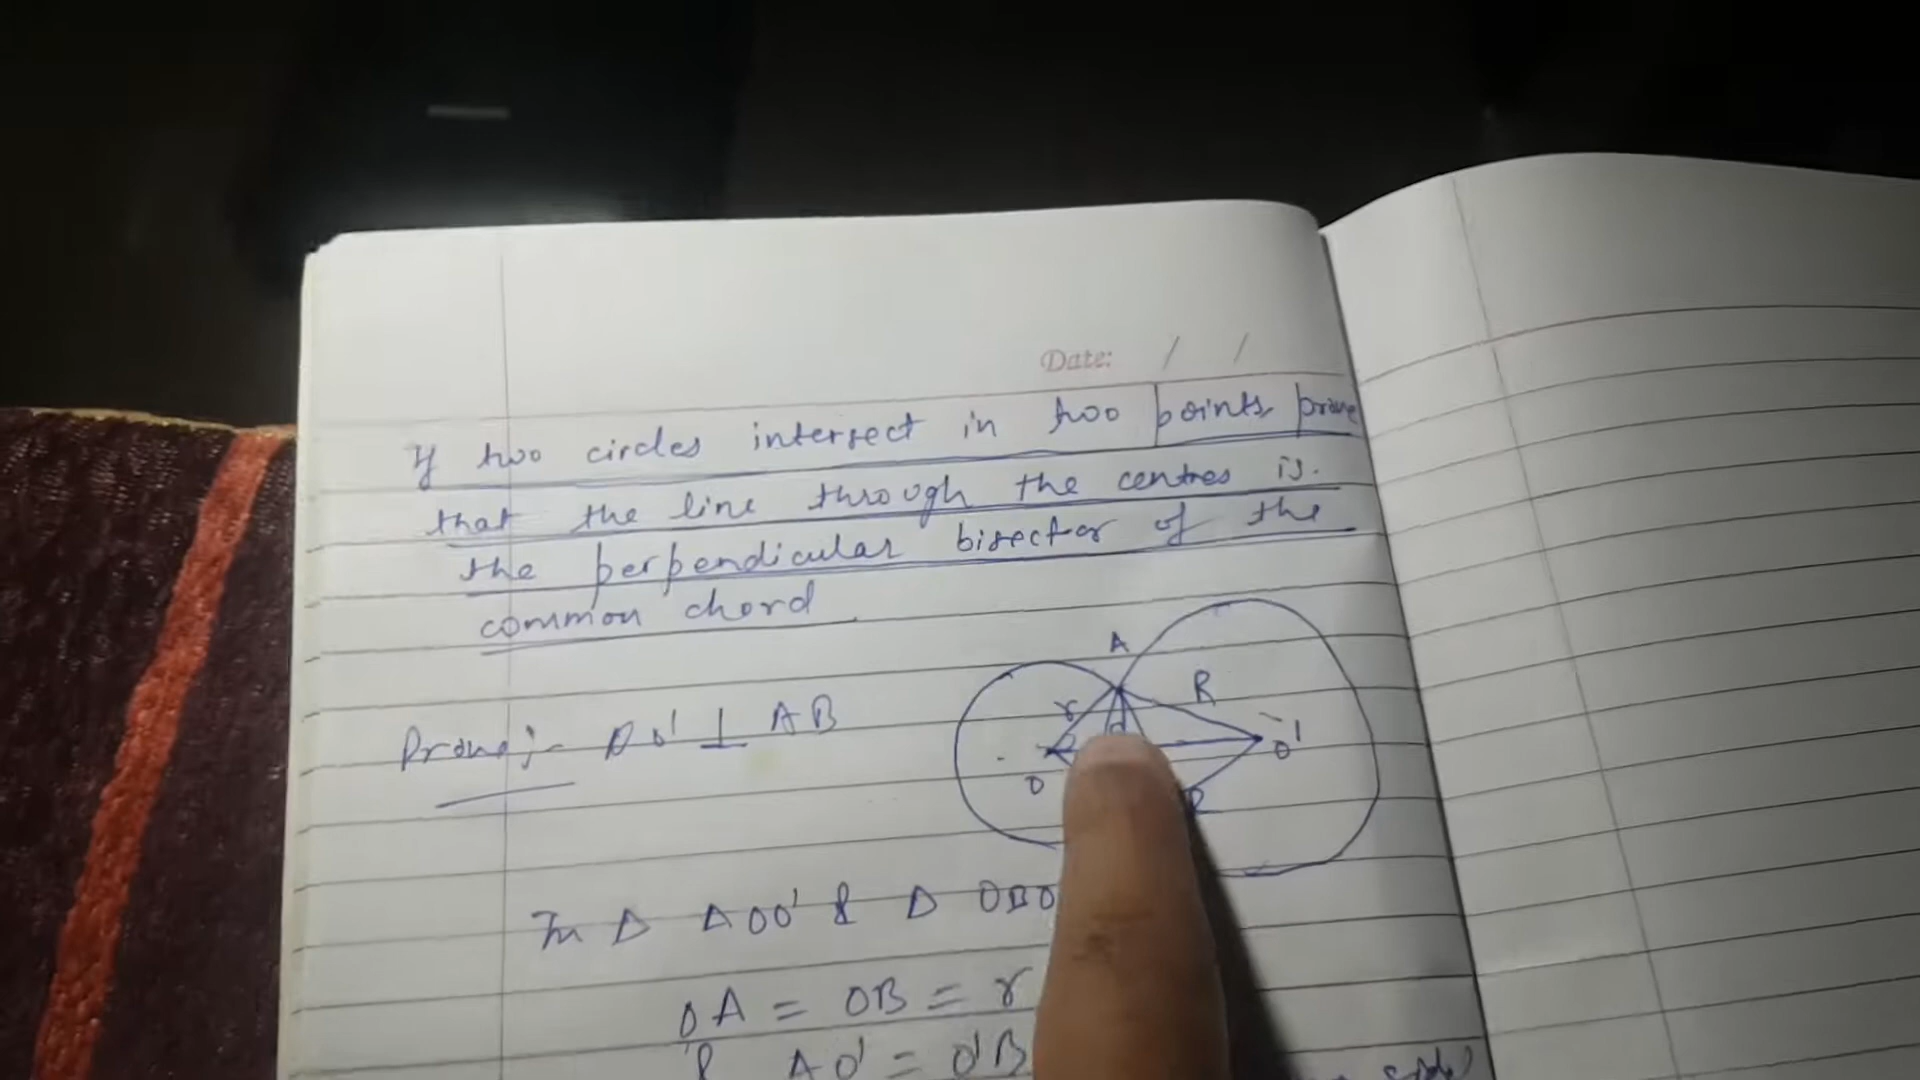 Date: / /
If two circles intersect in two points, prove
that the line through the centres is.
the perpendicular bisector of the
common chord.
A
r R
Prove :- OO' ⊥ AB
O O'
R
In Δ AOO' & Δ OBO
OA = OB = r
& AO' = O'B
side)